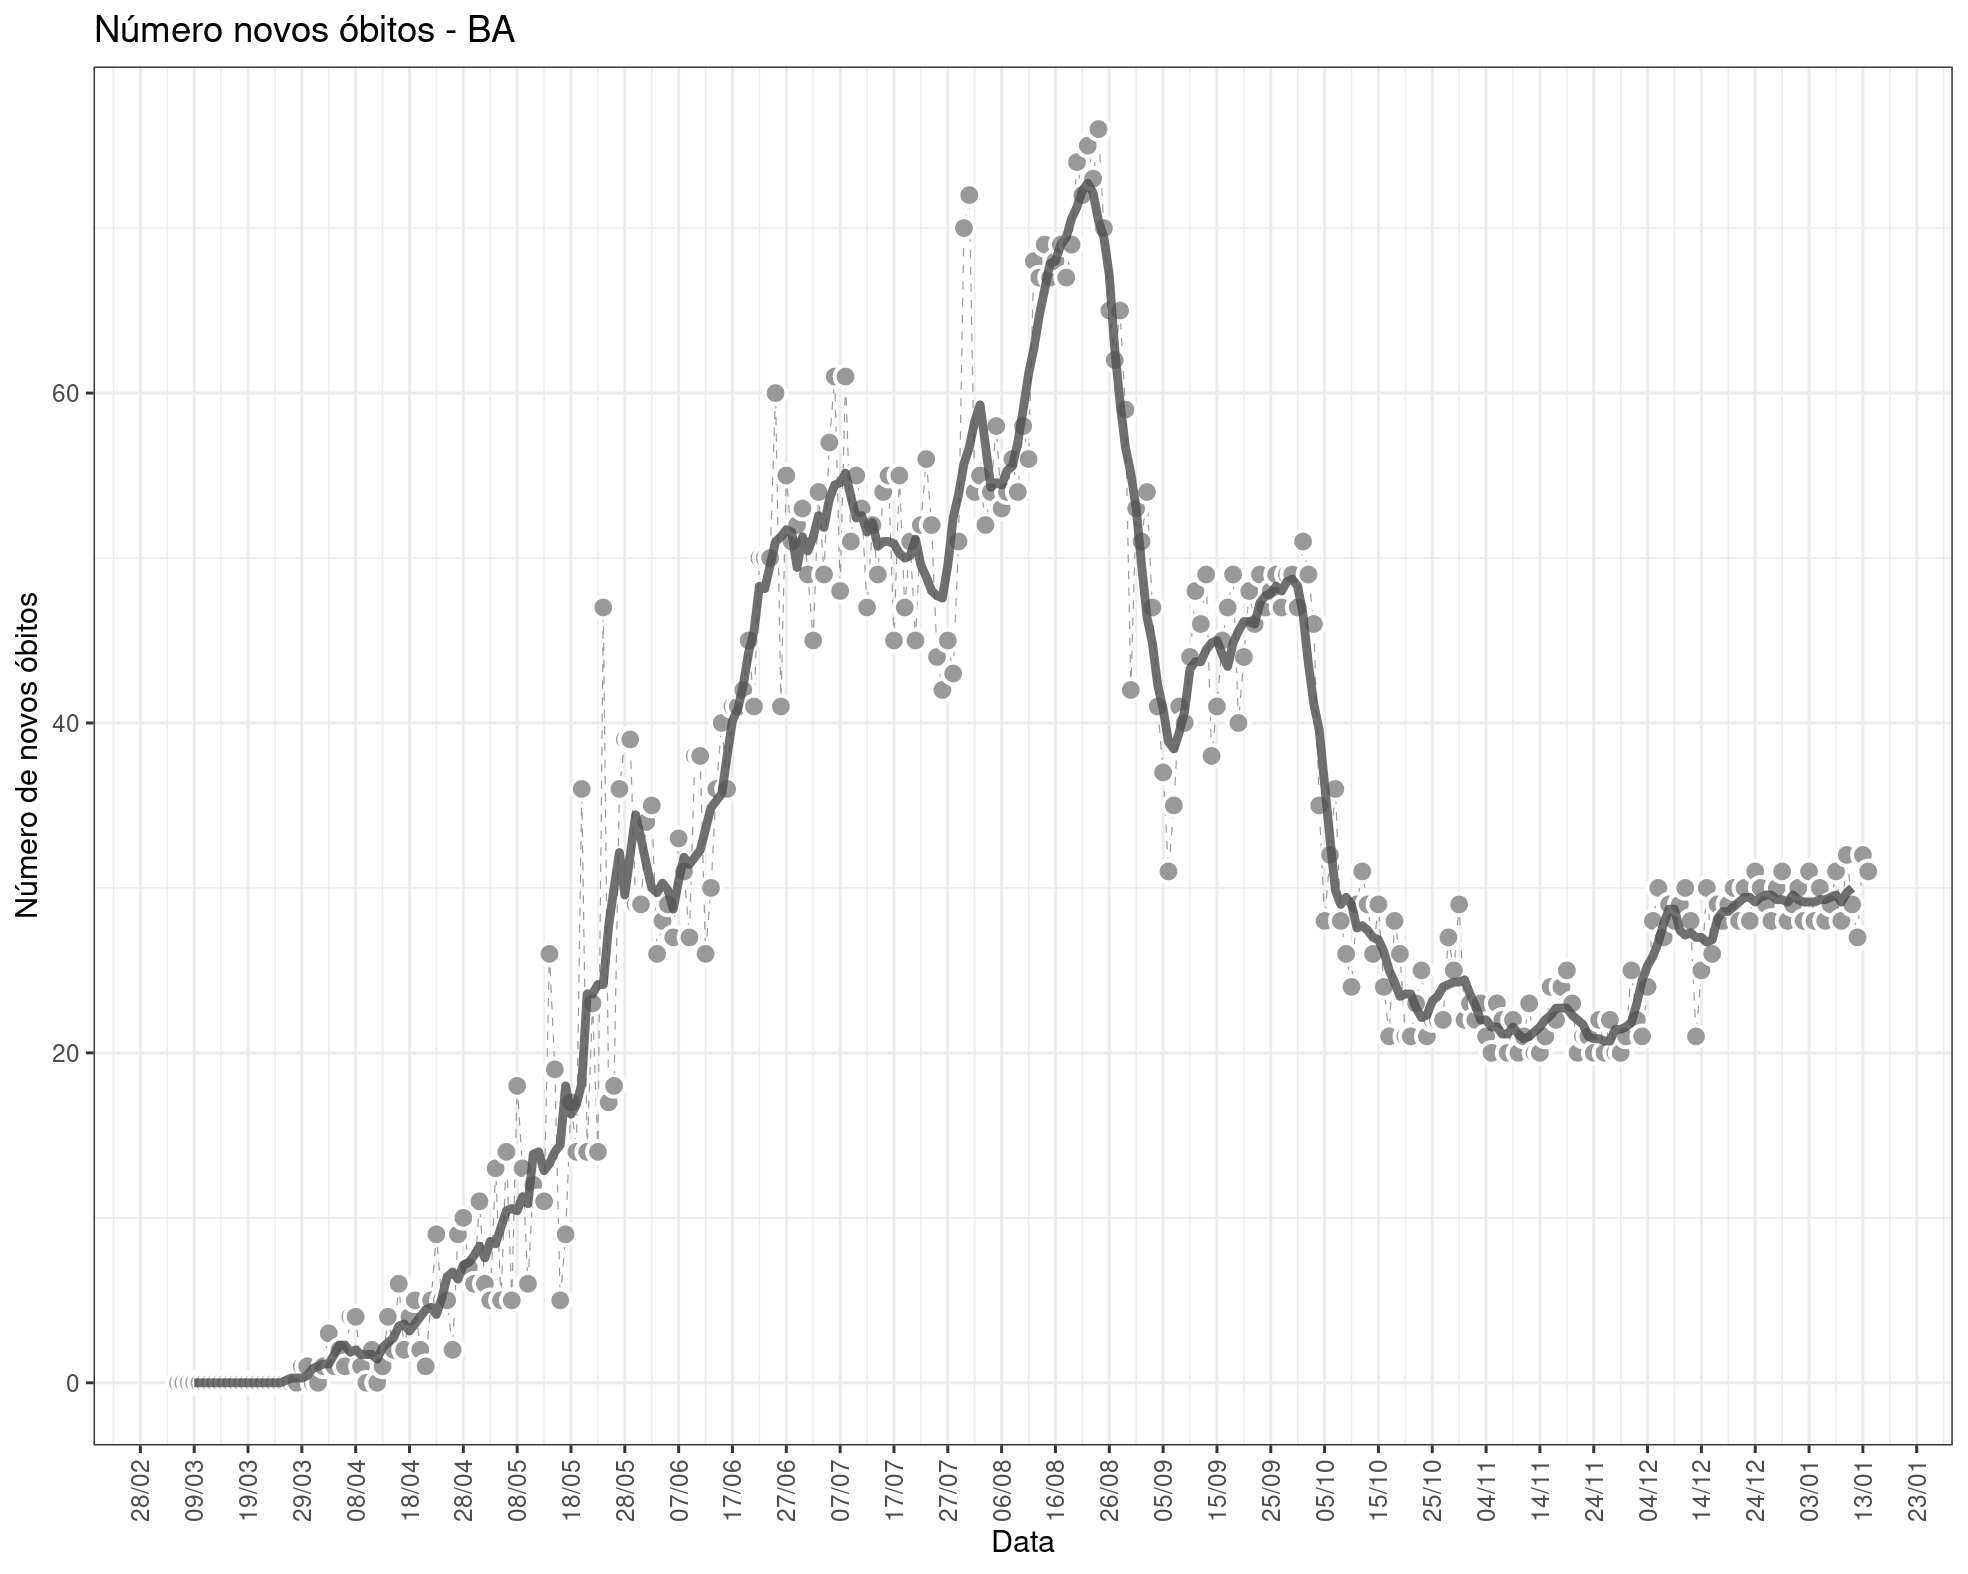 Número novos óbitos - BA
Número de novos óbitos
60
40
20
0
28/02 09/03 19/03 29/03 08/04 18/04 28/04 08/05 18/05 28/05 07/06 17/06 27/06 07/07 17/07 27/07 06/08 16/08 26/08 05/09 15/09 25/09 05/10 15/10 25/10 04/11 14/11 24/11 04/12 14/12 24/12 03/01 13/01 23/01
Data